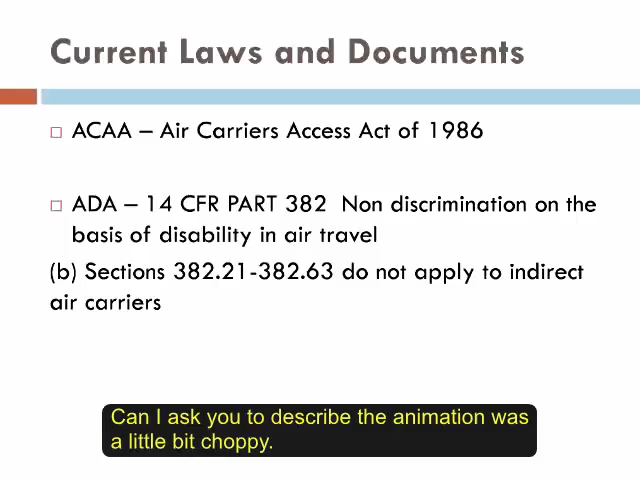 Current Laws and Documents
ACAA – Air Carriers Access Act of 1986
ADA – 14 CFR PART 382  Non discrimination on the
basis of disability in air travel
(b) Sections 382.21-382.63 do not apply to indirect
air carriers
Can I ask you to describe the animation was
a little bit choppy.